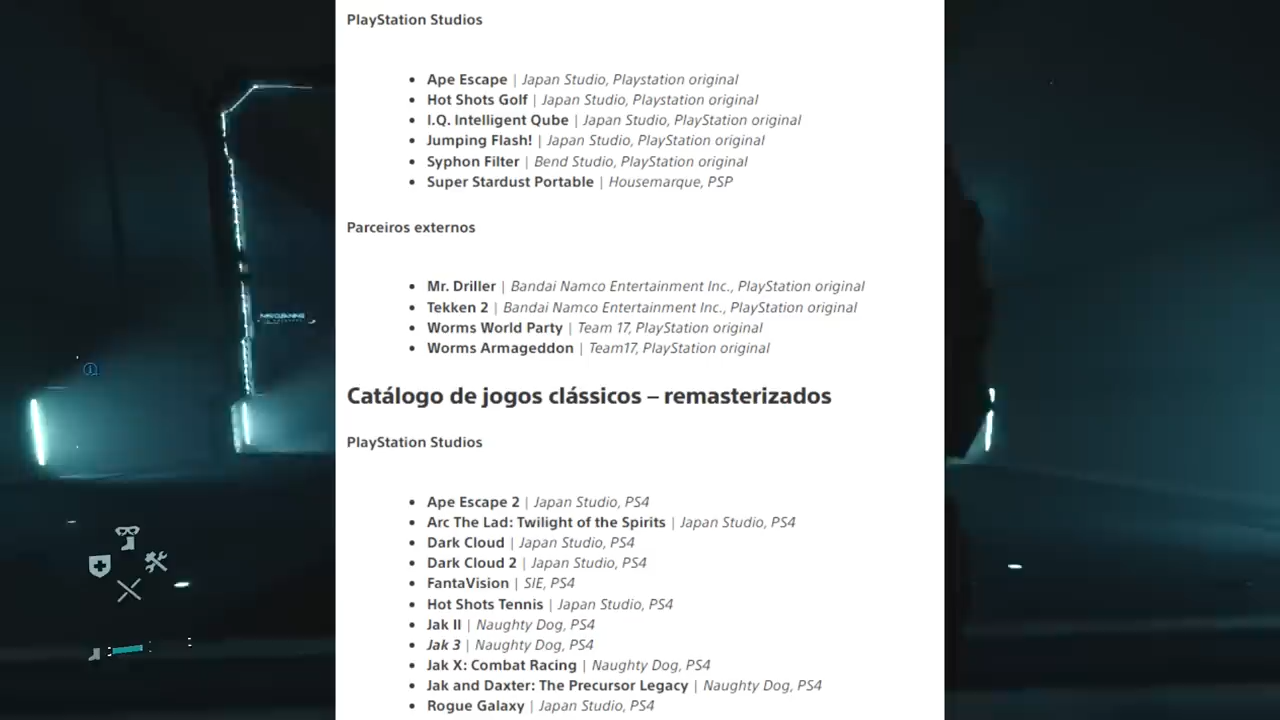 PlayStation Studios
Ape Escape | Japan Studio, Playstation original
Hot Shots Golf | Japan Studio, Playstation original
I.Q. Intelligent Qube | Japan Studio, PlayStation original
Jumping Flash! | Japan Studio, PlayStation original
Syphon Filter | Bend Studio, PlayStation original
Super Stardust Portable | Housemarque, PSP
Parceiros externos
Mr. Driller | Bandai Namco Entertainment Inc., PlayStation original
Tekken 2 | Bandai Namco Entertainment Inc., PlayStation original
Worms World Party | Team 17, PlayStation original
Worms Armageddon | Team17, PlayStation original
Catálogo de jogos clássicos – remasterizados
PlayStation Studios
Ape Escape 2 | Japan Studio, PS4
Arc The Lad: Twilight of the Spirits | Japan Studio, PS4
Dark Cloud | Japan Studio, PS4
Dark Cloud 2 | Japan Studio, PS4
FantaVision | SIE, PS4
Hot Shots Tennis | Japan Studio, PS4
Jak II | Naughty Dog, PS4
Jak 3 | Naughty Dog, PS4
Jak X: Combat Racing | Naughty Dog, PS4
Jak and Daxter: The Precursor Legacy | Naughty Dog, PS4
Rogue Galaxy | Japan Studio, PS4